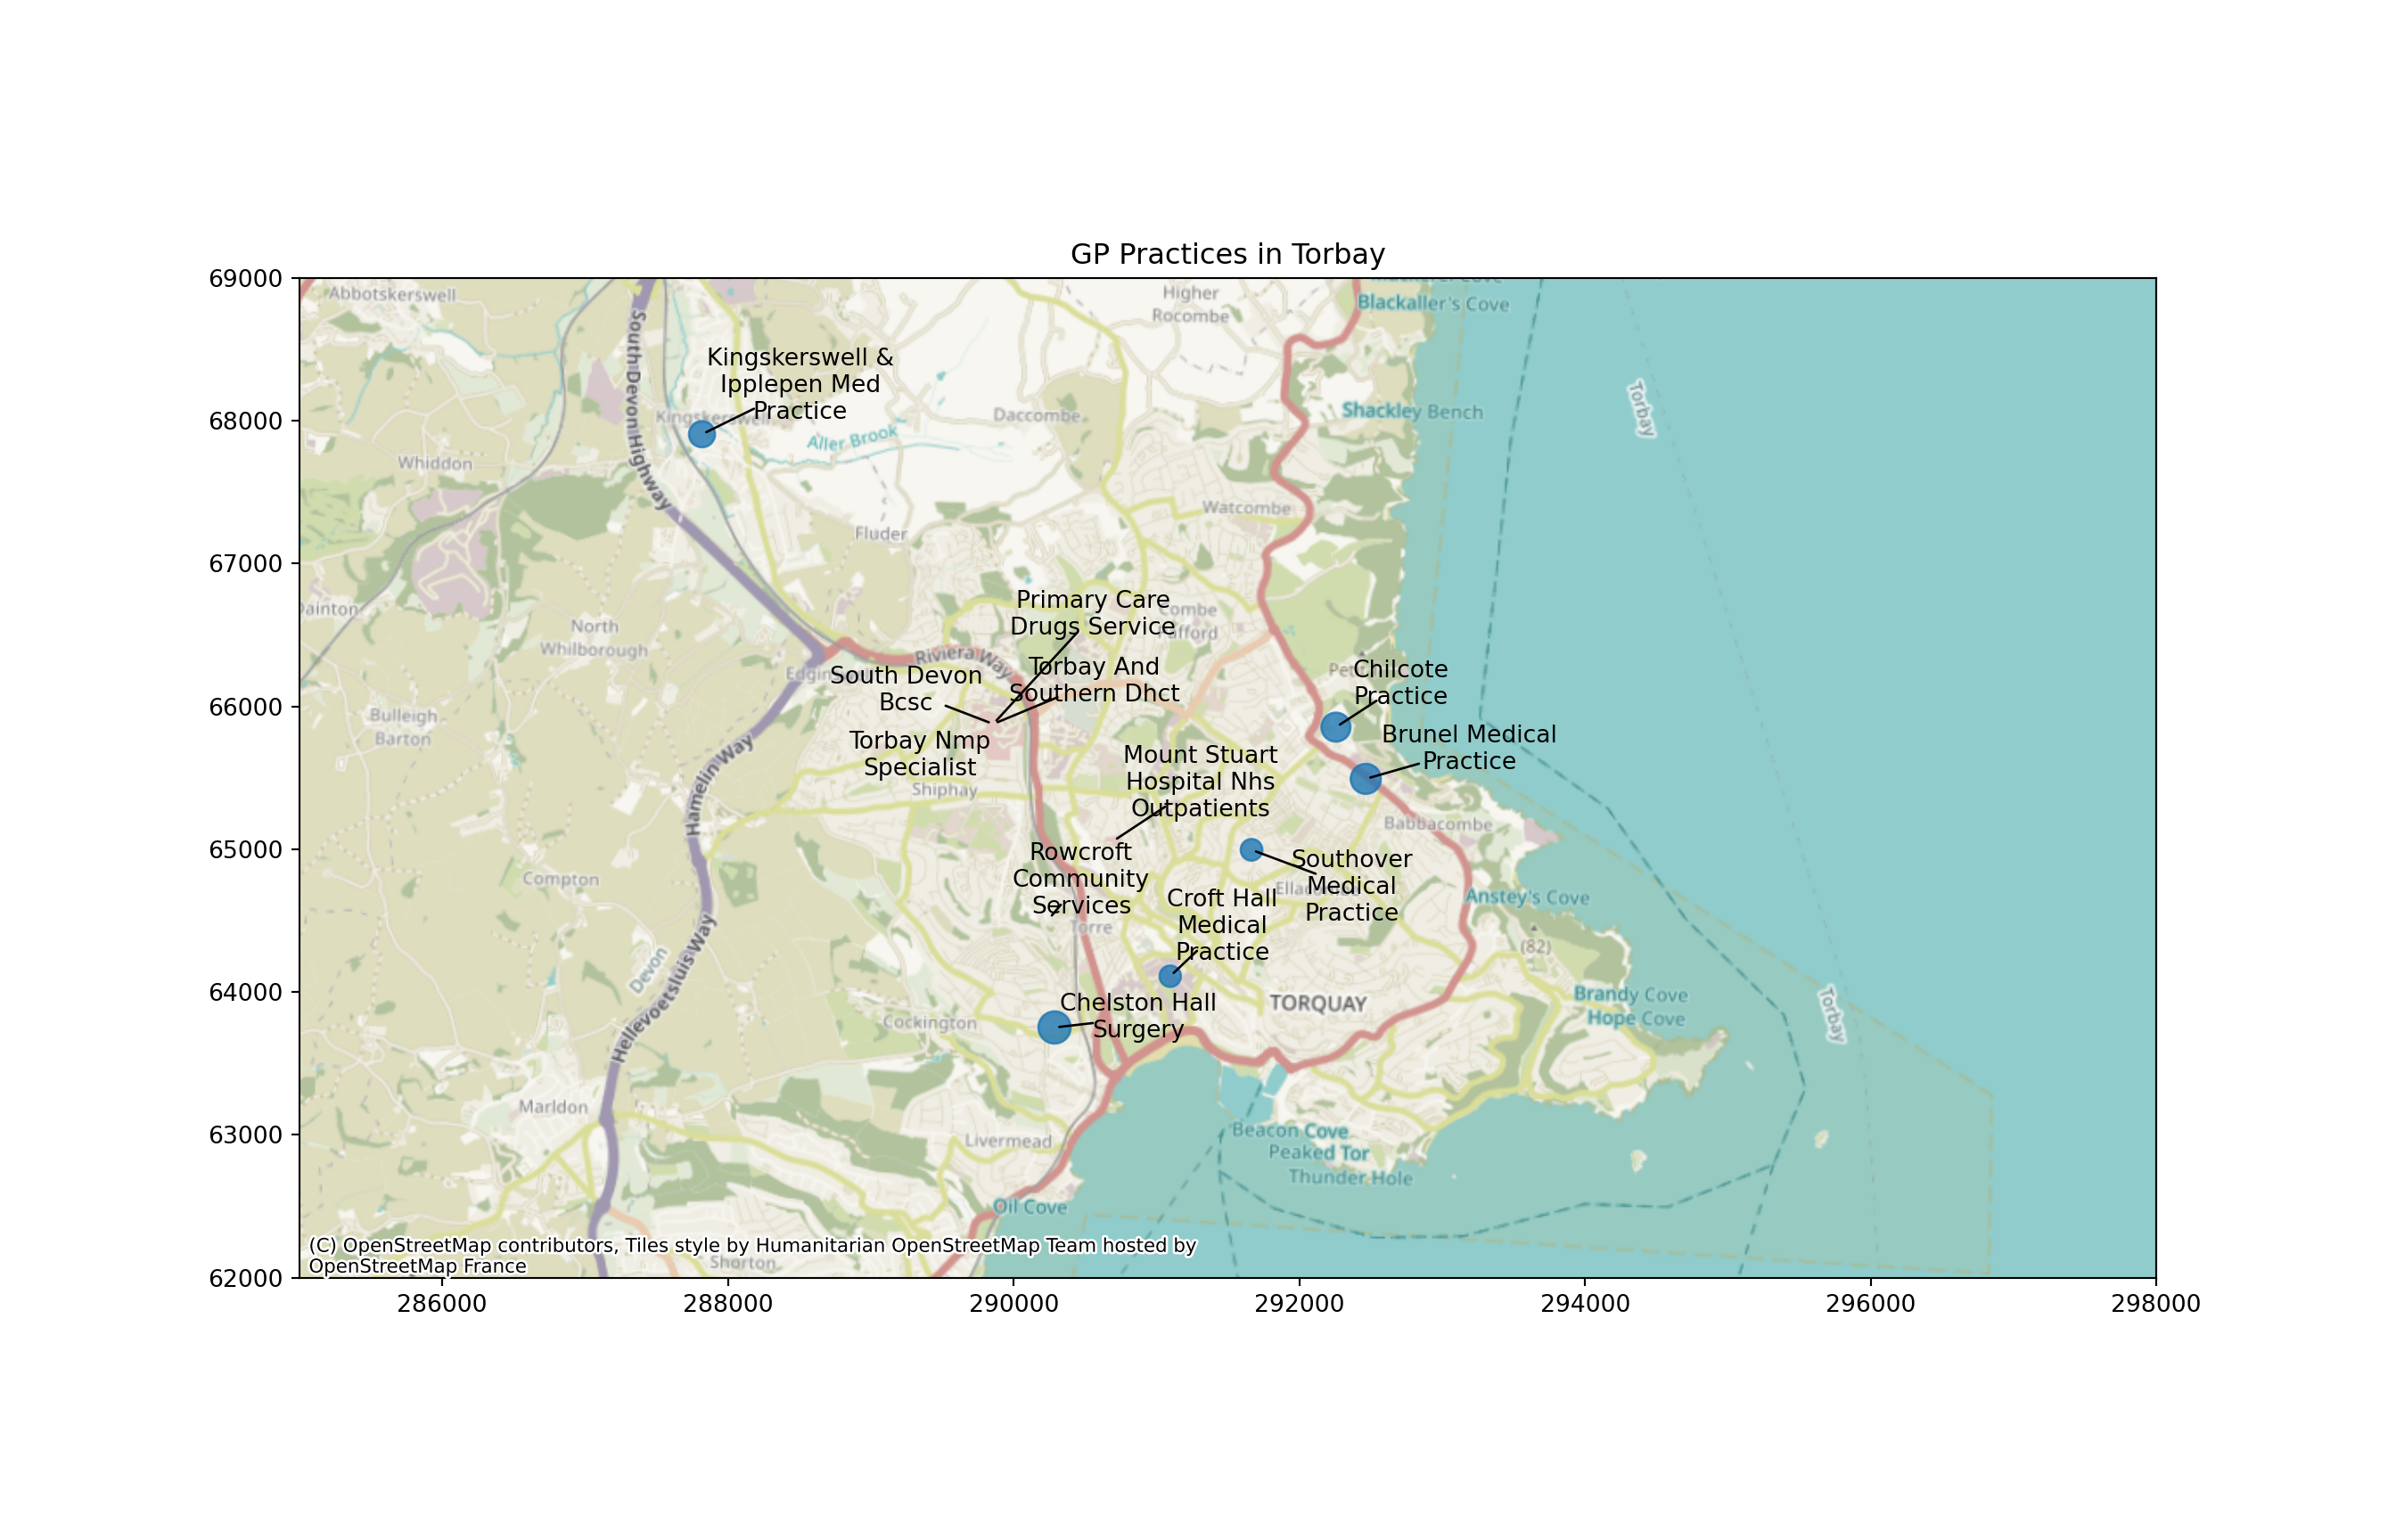 GP Practices in Torbay
69000
68000
67000
66000
65000
64000
63000
62000
286000
288000
290000
292000
294000
296000
298000
Abbotskerswell
Higher
Rocombe
Blackaller's Cove
South Devon Highway
Kingskerswell &
Ipplepen Med
Practice
Kingskerswell
Daccombe
Shackley Bench
Torbay
Aller Brook
Whiddon
Watcombe
Fluder
Primary Care
Drugs Service
Combe
Pafford
Dainton
North
Whilborough
Riviera Way
Torbay And
Southern Dhct
South Devon
Bcsc
Chilcote
Practice
Bulleigh
Barton
Brunel Medical
Practice
Torbay Nmp
Specialist
Hamelin Way
Mount Stuart
Hospital Nhs
Outpatients
Shiphay
Babbacombe
Rowcroft
Community
Services
Southover
Medical
Practice
Compton
Croft Hall
Medical
Practice
Anstey's Cove
Torre
(82)
Devon
Hellevoetsluis Way
Brandy Cove
Hope Cove
Torbay
Chelston Hall
Surgery
TORQUAY
Cockington
Marldon
Livermead
Beacon Cove
Peaked Tor
Thunder Hole
Oil Cove
Shorton
(C) OpenStreetMap contributors, Tiles style by Humanitarian OpenStreetMap Team hosted by
OpenStreetMap France